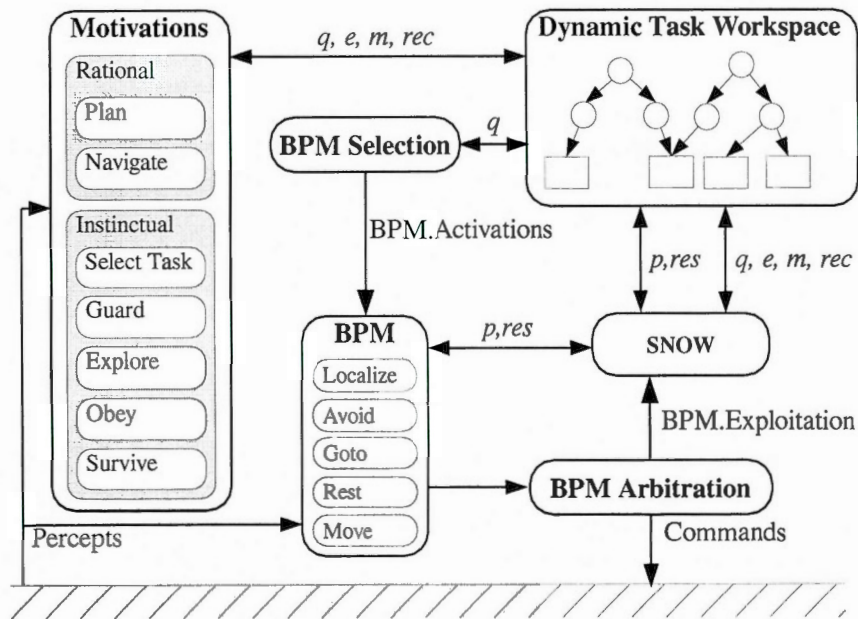 Motivations
Rational
Plan
Navigate
Instinctual
Select Task
Guard
Explore
Obey
Survive
q, e, m, rec
Dynamic Task Workspace
BPM Selection
q
BPM.Activations
p,res
q, e, m, rec
BPM
Localize
Avoid
Goto
Rest
Move
p,res
SNOW
BPM.Exploitation
BPM Arbitration
Commands
Percepts